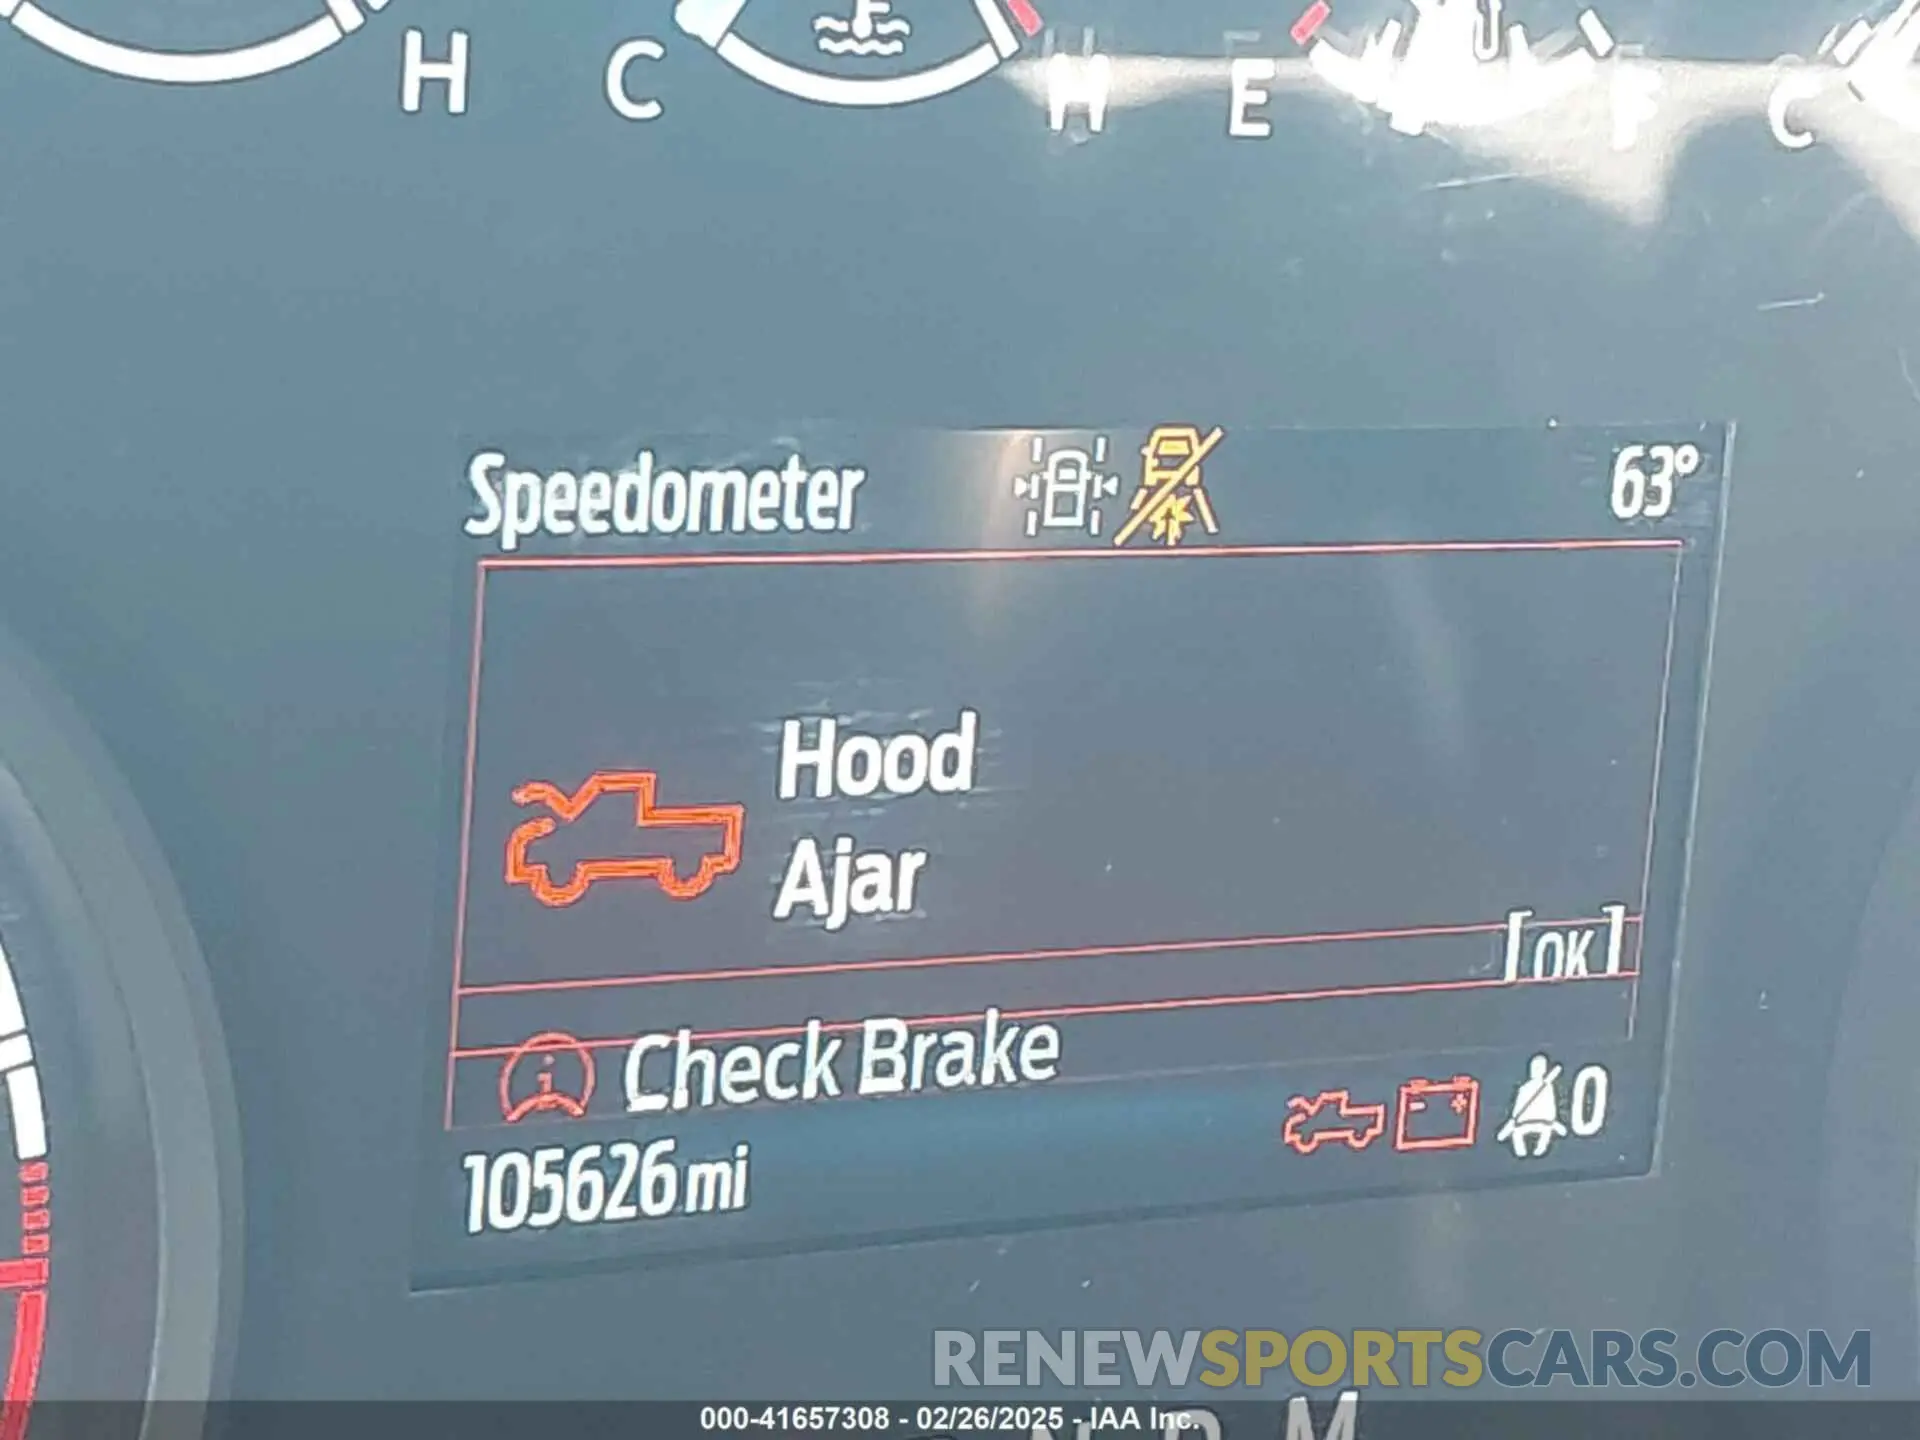 H C H E F C
Speedometer 63°
Hood
Ajar
[OK]
Check Brake
0
105626 mi
RENEWSPORTSCARS.COM
000-41657308 - 02/26/2025 - IAA Inc.
N D M